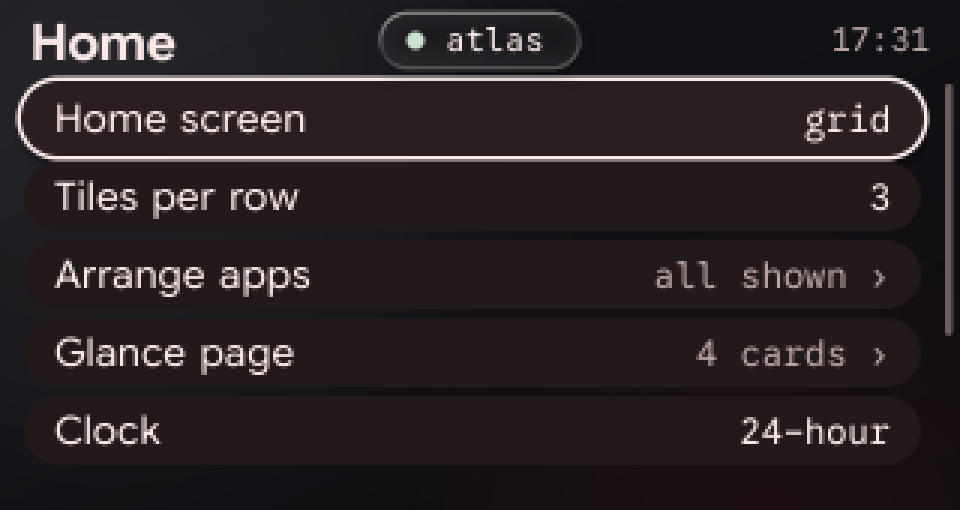 Home atlas 17:31
Home screen grid
Tiles per row 3
Arrange apps all shown ›
Glance page 4 cards ›
Clock 24-hour